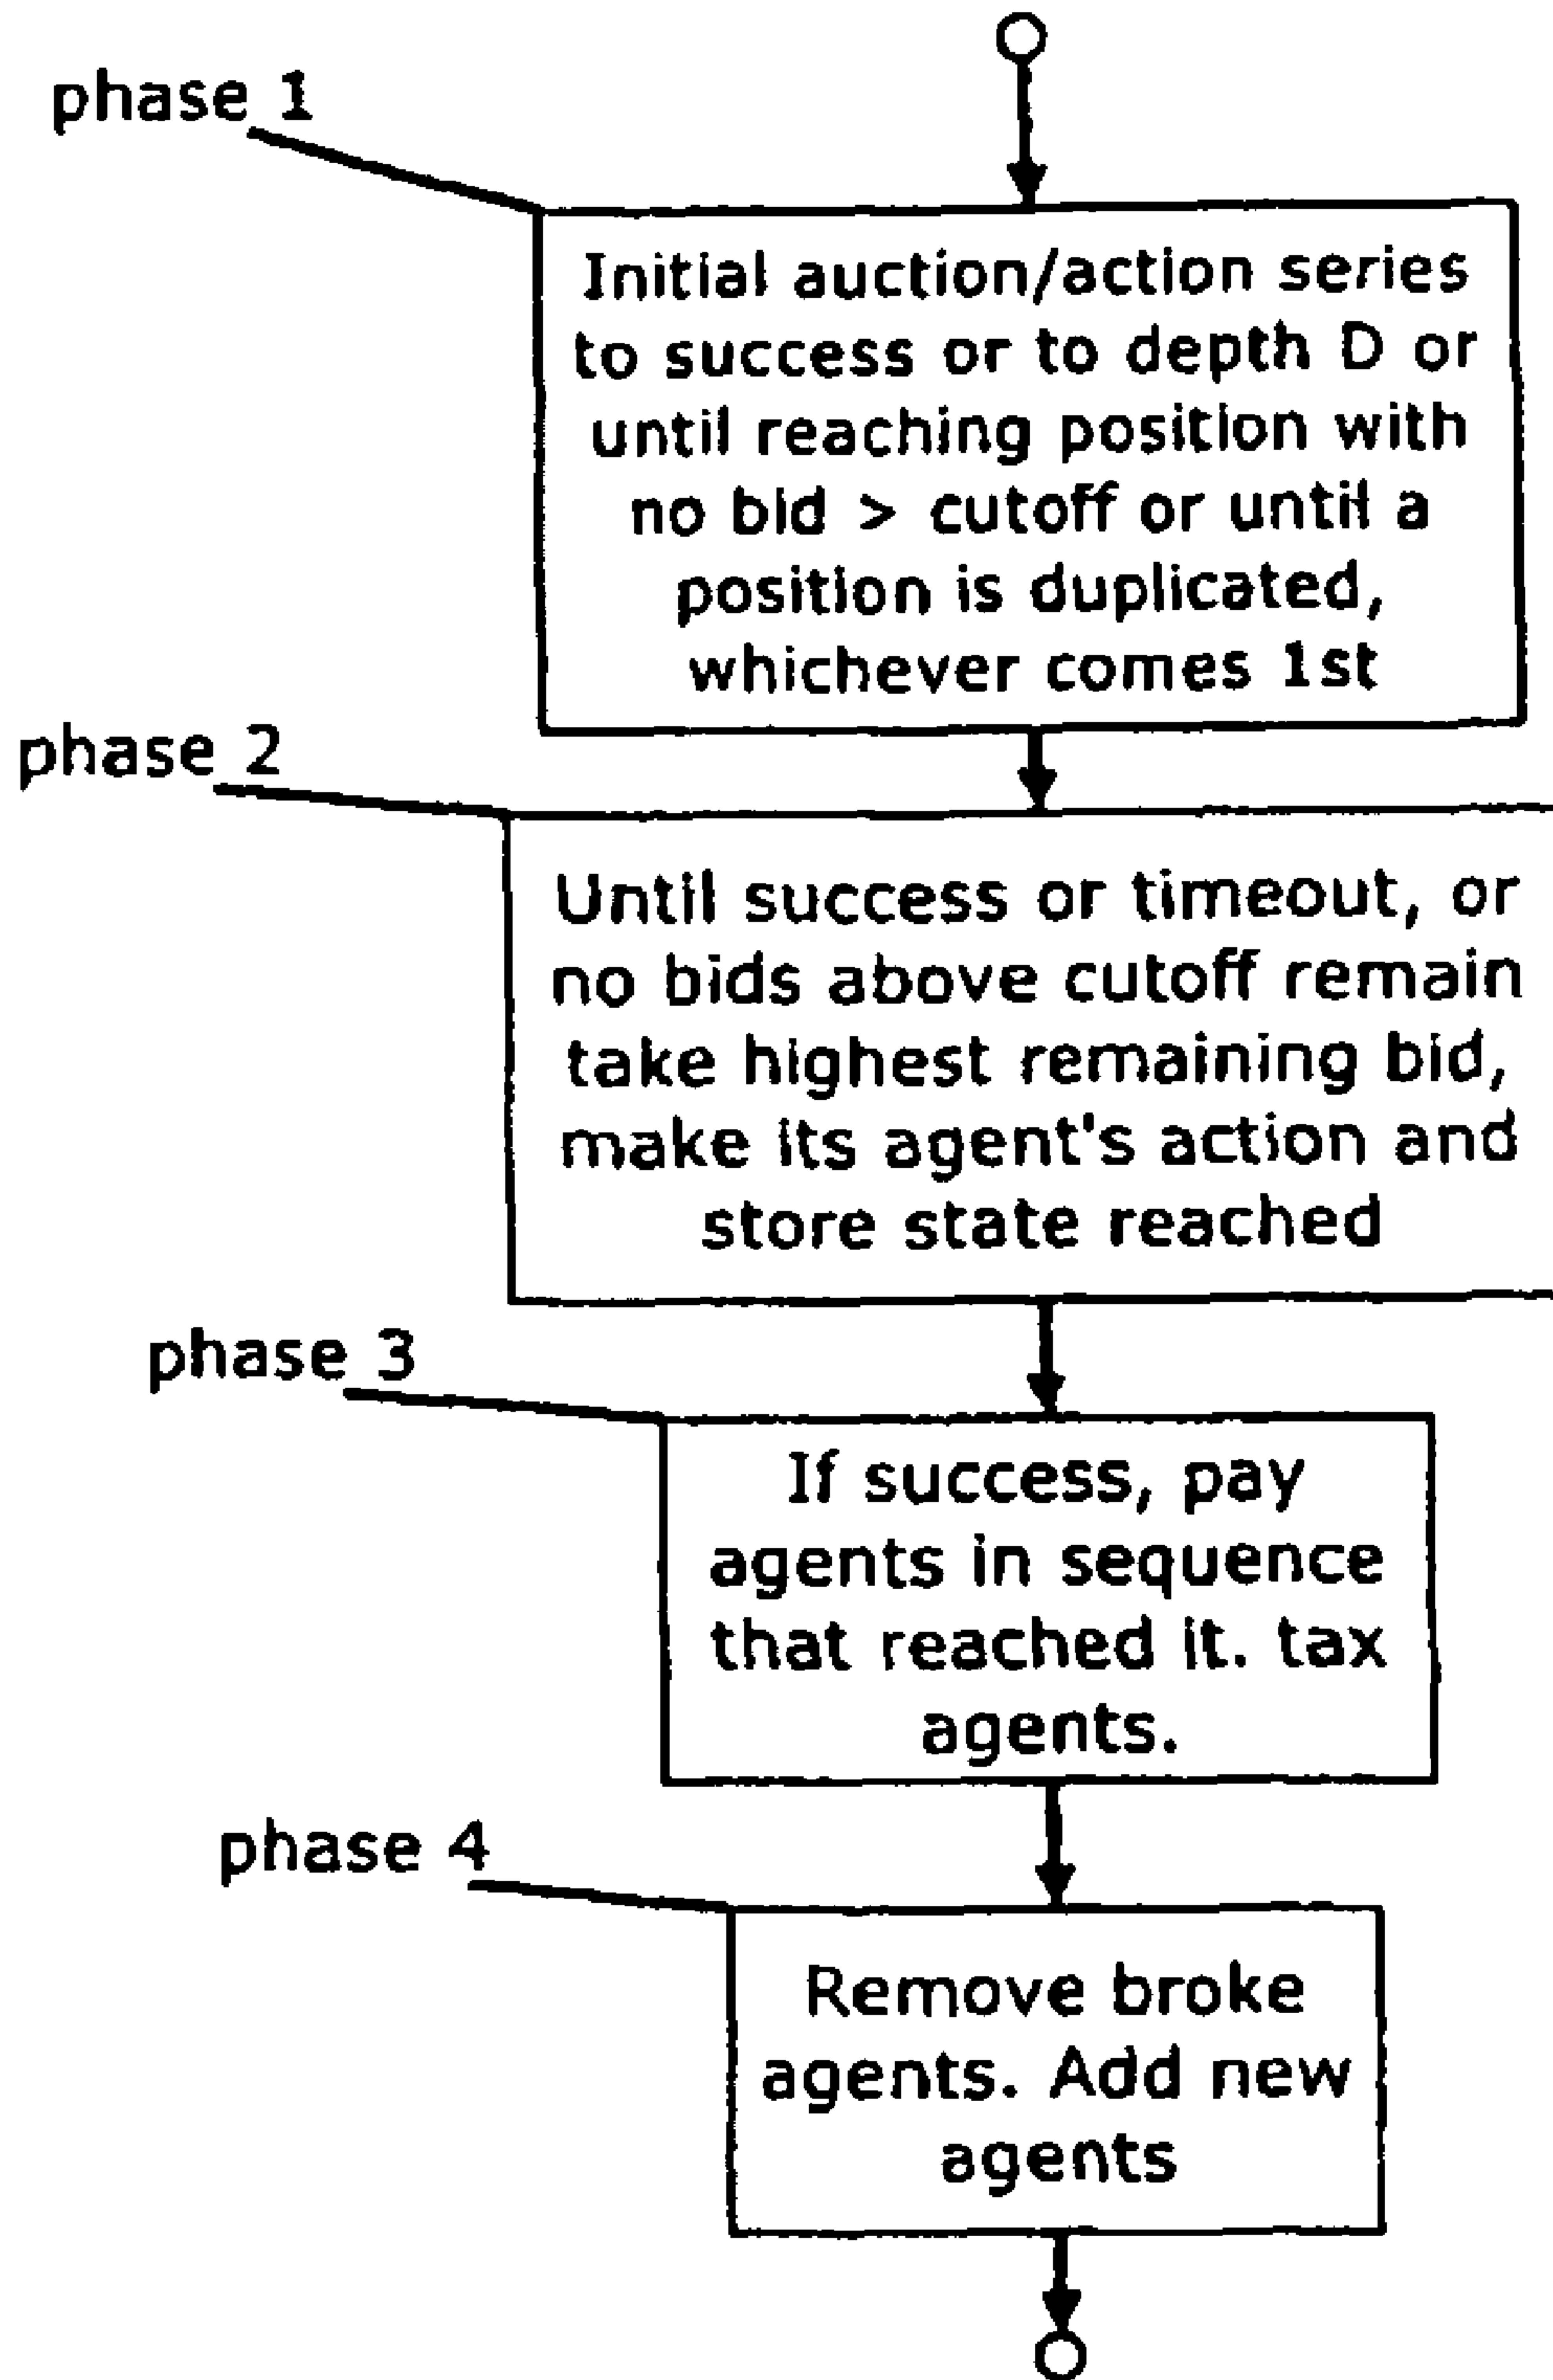 phase 1
Initial auction/action series
to success or to depth D or
until reaching position with
no bid > cutoff or until a
position is duplicated,
whichever comes 1st
phase 2
Until success or timeout, or
no bids above cutoff remain
take highest remaining bid,
make its agent's action and
store state reached
phase 3
If success, pay
agents in sequence
that reached it. tax
agents.
phase 4
Remove broke
agents. Add new
agents